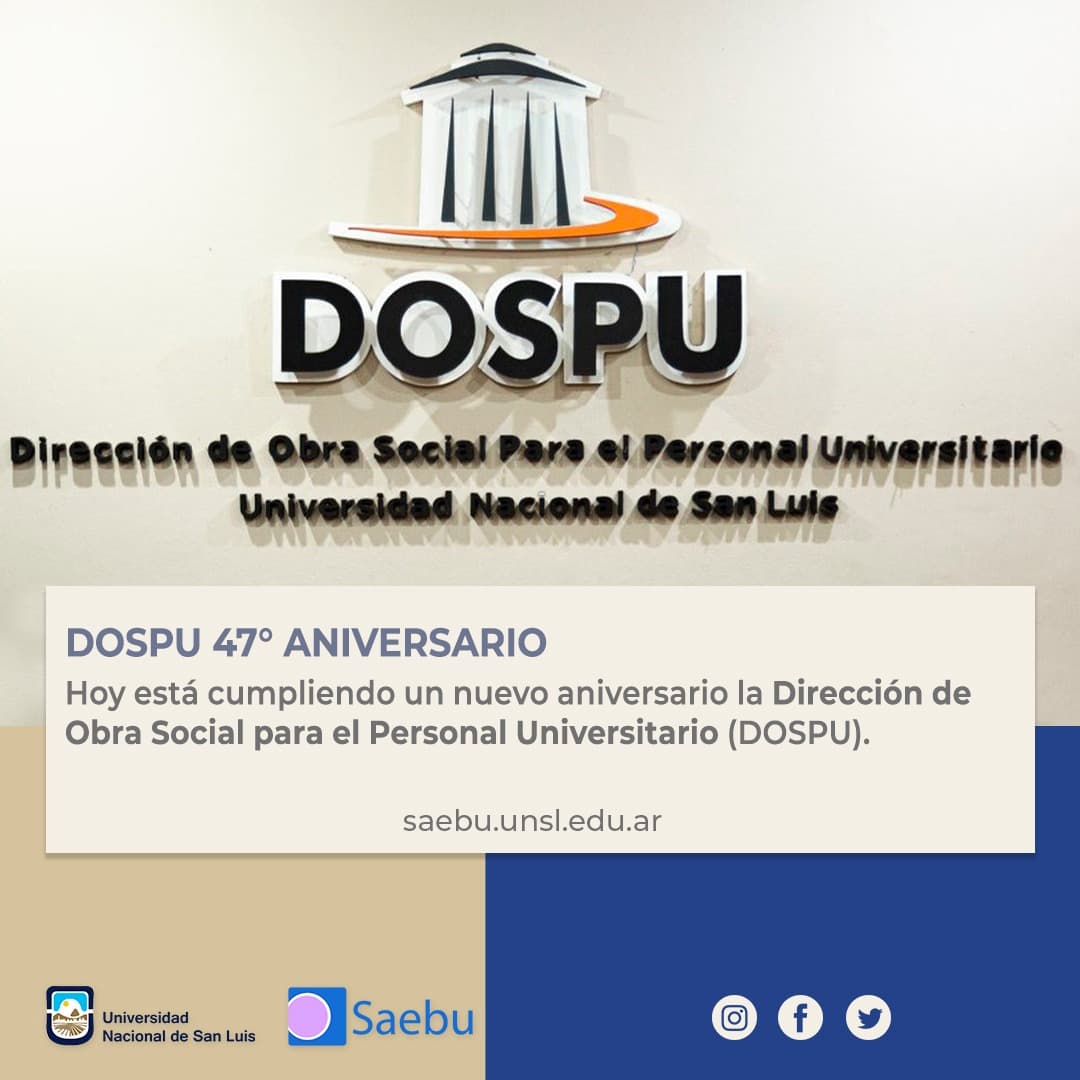 DOSPU
Dirección de Obra Social Para el Personal Universitario
Universidad Nacional de San Luis
DOSPU 47° ANIVERSARIO
Hoy está cumpliendo un nuevo aniversario la Dirección de
Obra Social para el Personal Universitario (DOSPU).
saebu.unsl.edu.ar
Universidad
Nacional de San Luis
Saebu